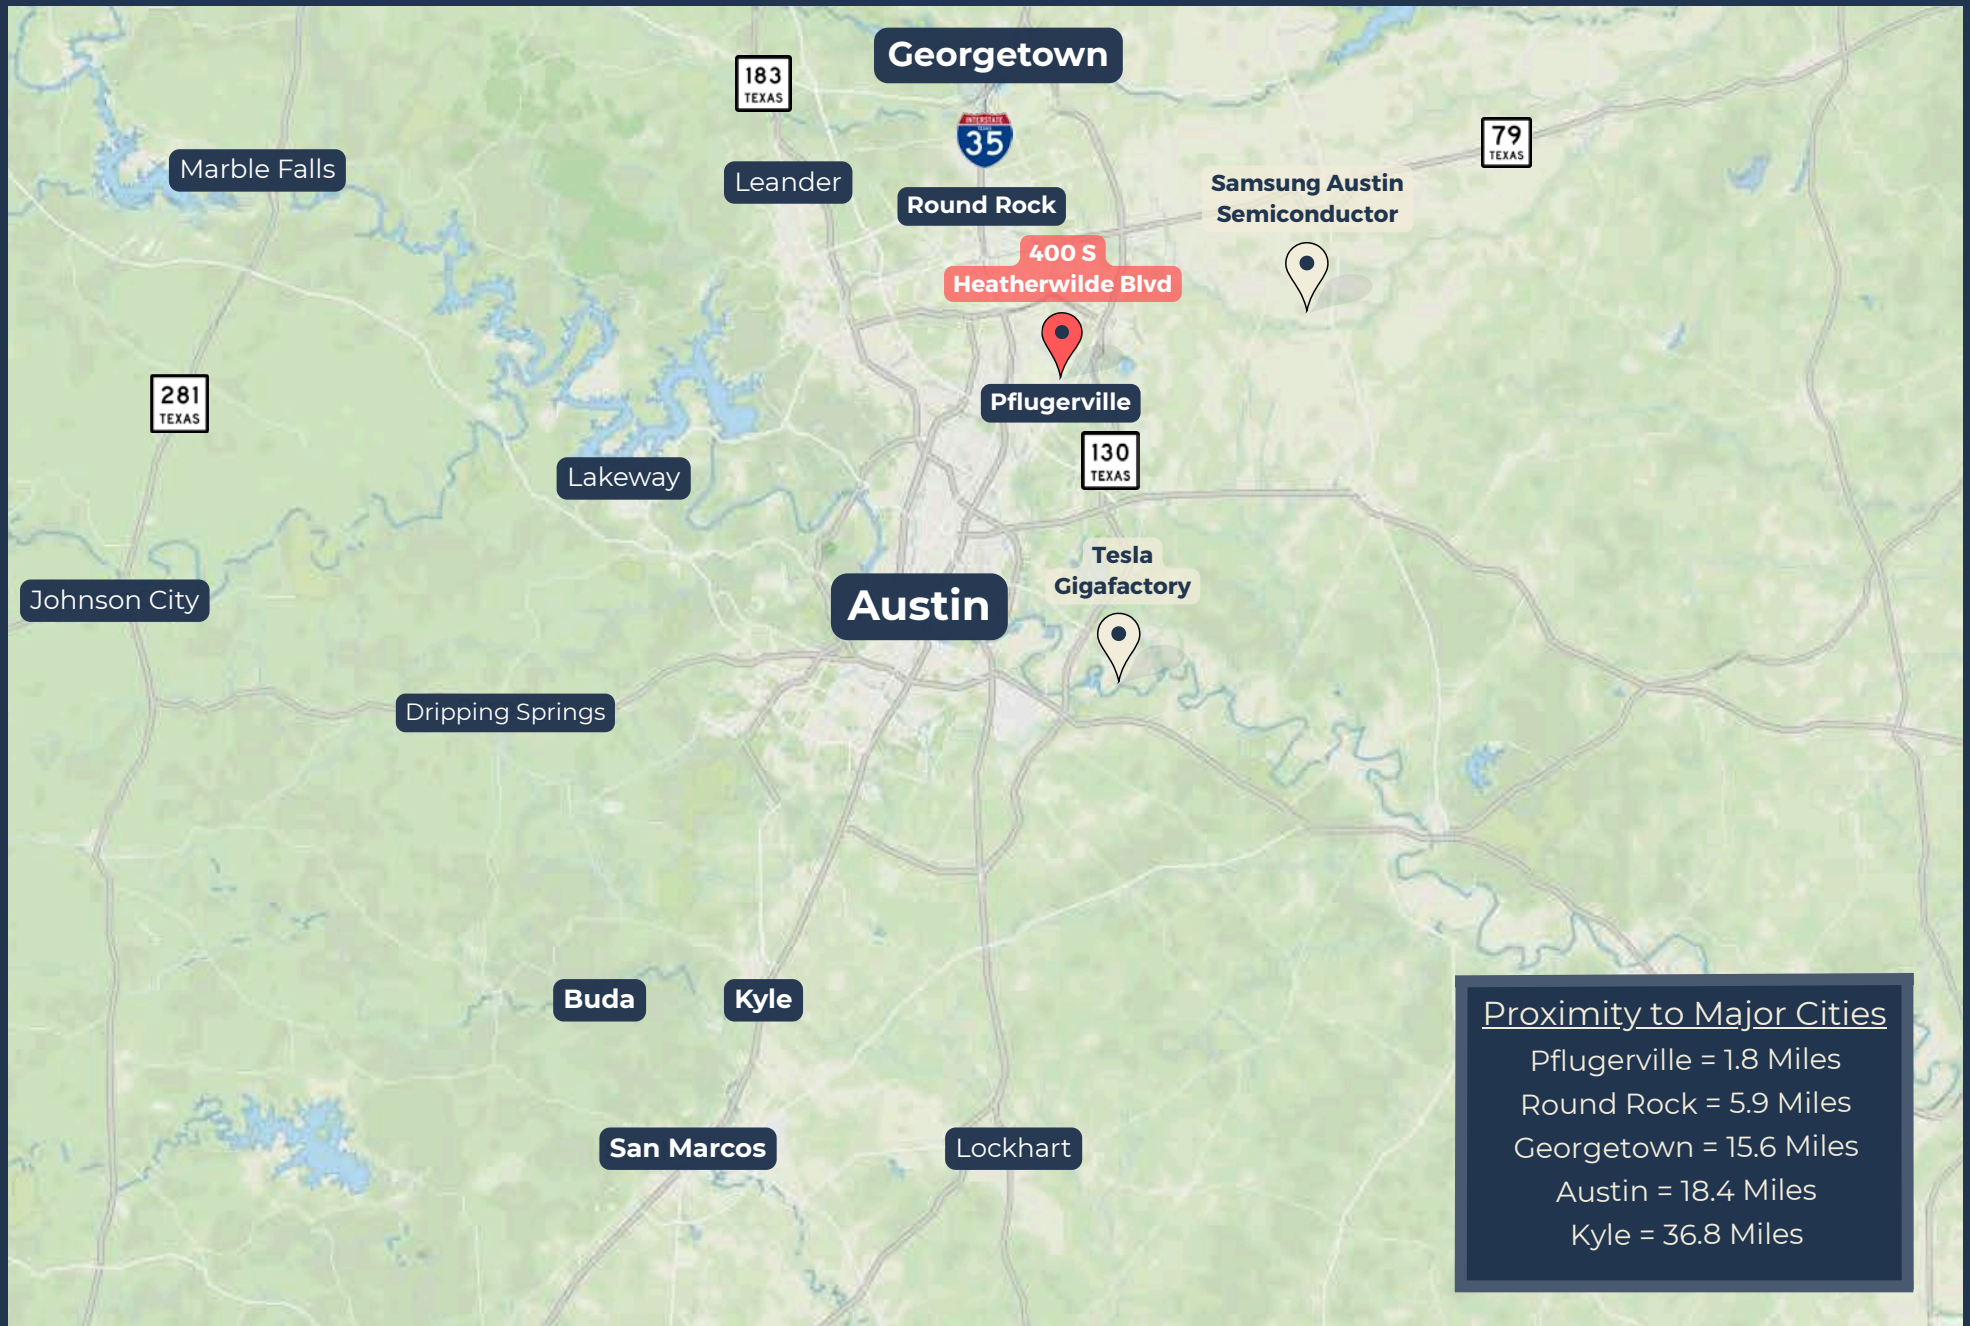 Georgetown
183
TEXAS
INTERSTATE
TEXAS
35
79
TEXAS
Marble Falls
Leander
Samsung Austin
Semiconductor
Round Rock
400 S
Heatherwilde Blvd
281
TEXAS
Pflugerville
130
TEXAS
Lakeway
Tesla
Gigafactory
Johnson City
Austin
Dripping Springs
Buda
Kyle
San Marcos
Lockhart
Proximity to Major Cities
Pflugerville = 1.8 Miles
Round Rock = 5.9 Miles
Georgetown = 15.6 Miles
Austin = 18.4 Miles
Kyle = 36.8 Miles